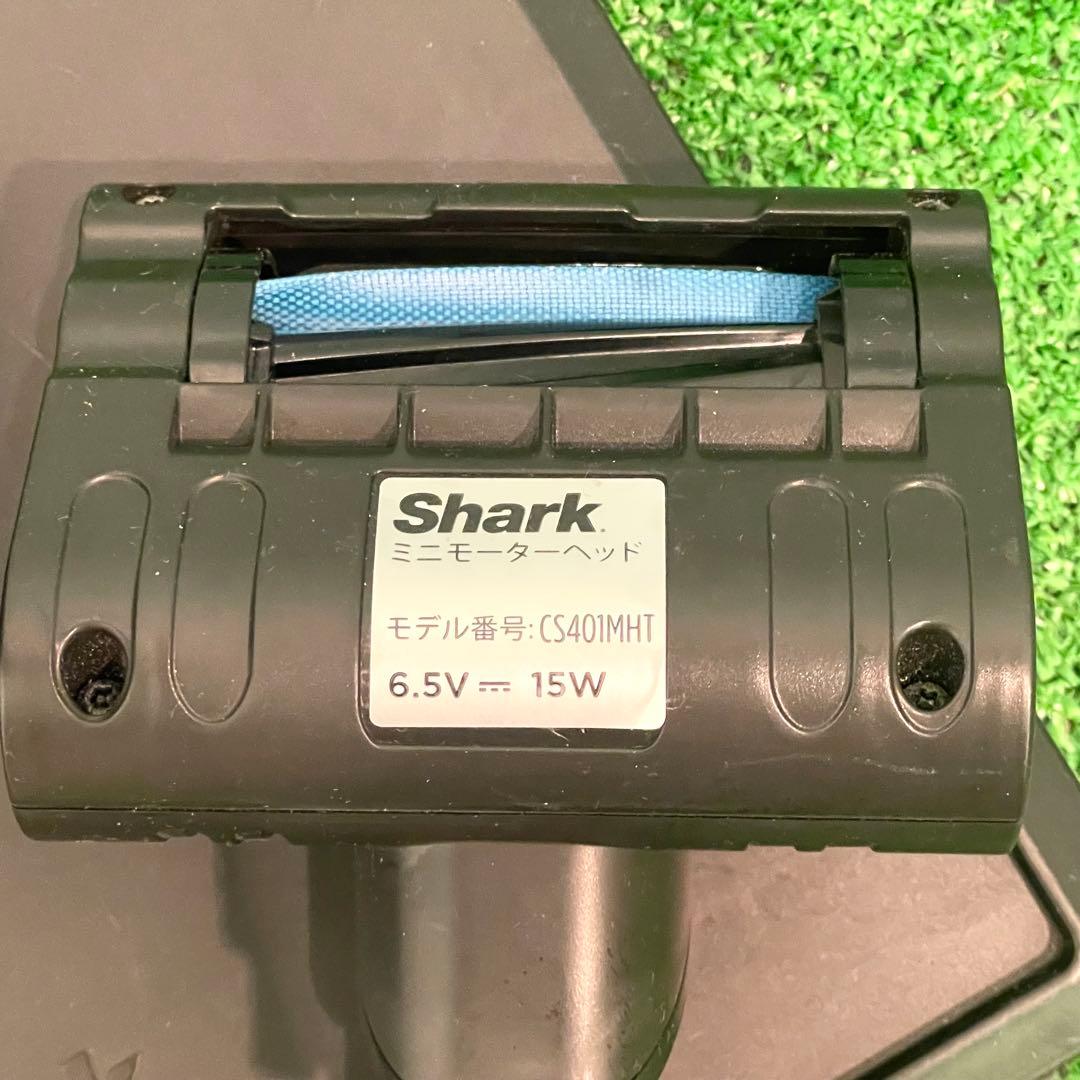 Shark.
ミニモーターヘッド
モデル番号: CS401MHT
6.5V ⎓ 15W